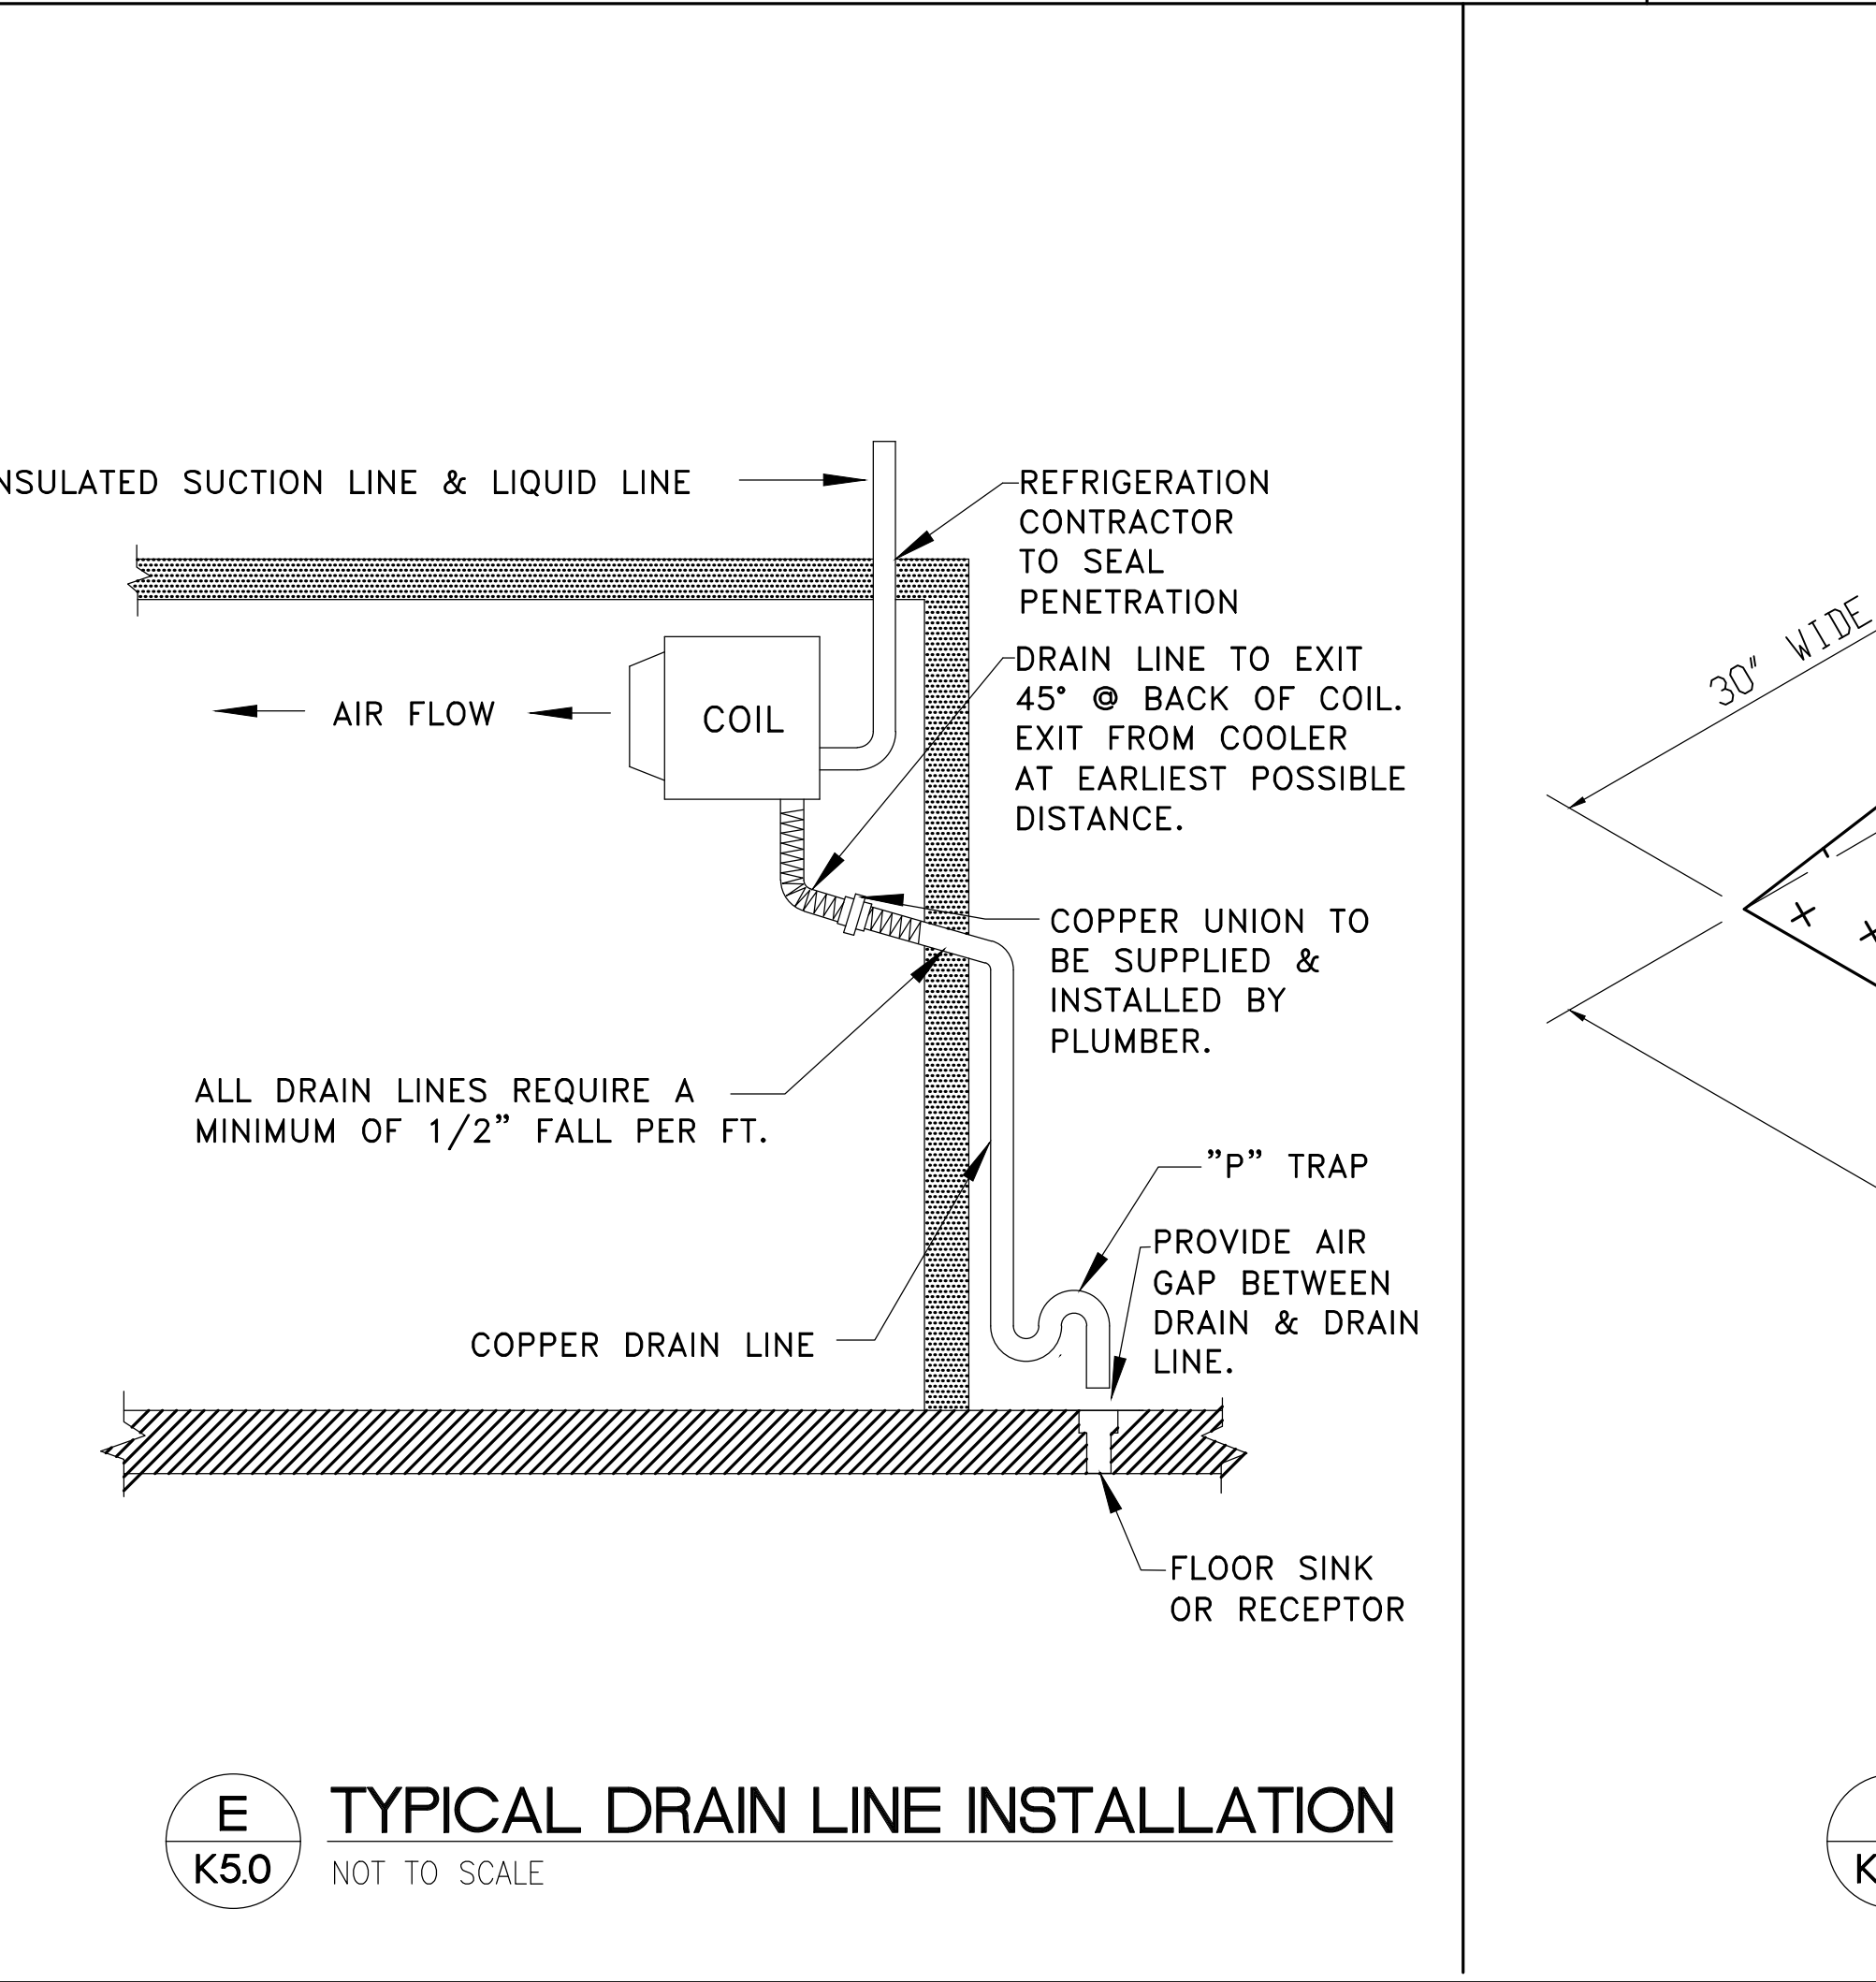 NSULATED SUCTION LINE & LIQUID LINE
REFRIGERATION
CONTRACTOR
TO SEAL
PENETRATION
DRAIN LINE TO EXIT
45° @ BACK OF COIL.
EXIT FROM COOLER
AT EARLIEST POSSIBLE
DISTANCE.
AIR FLOW
COIL
COPPER UNION TO
BE SUPPLIED &
INSTALLED BY
PLUMBER.
ALL DRAIN LINES REQUIRE A
MINIMUM OF 1/2” FALL PER FT.
”P” TRAP
PROVIDE AIR
GAP BETWEEN
DRAIN & DRAIN
LINE.
COPPER DRAIN LINE
FLOOR SINK
OR RECEPTOR
E
K5.0
TYPICAL DRAIN LINE INSTALLATION
NOT TO SCALE
30" WIDE
K